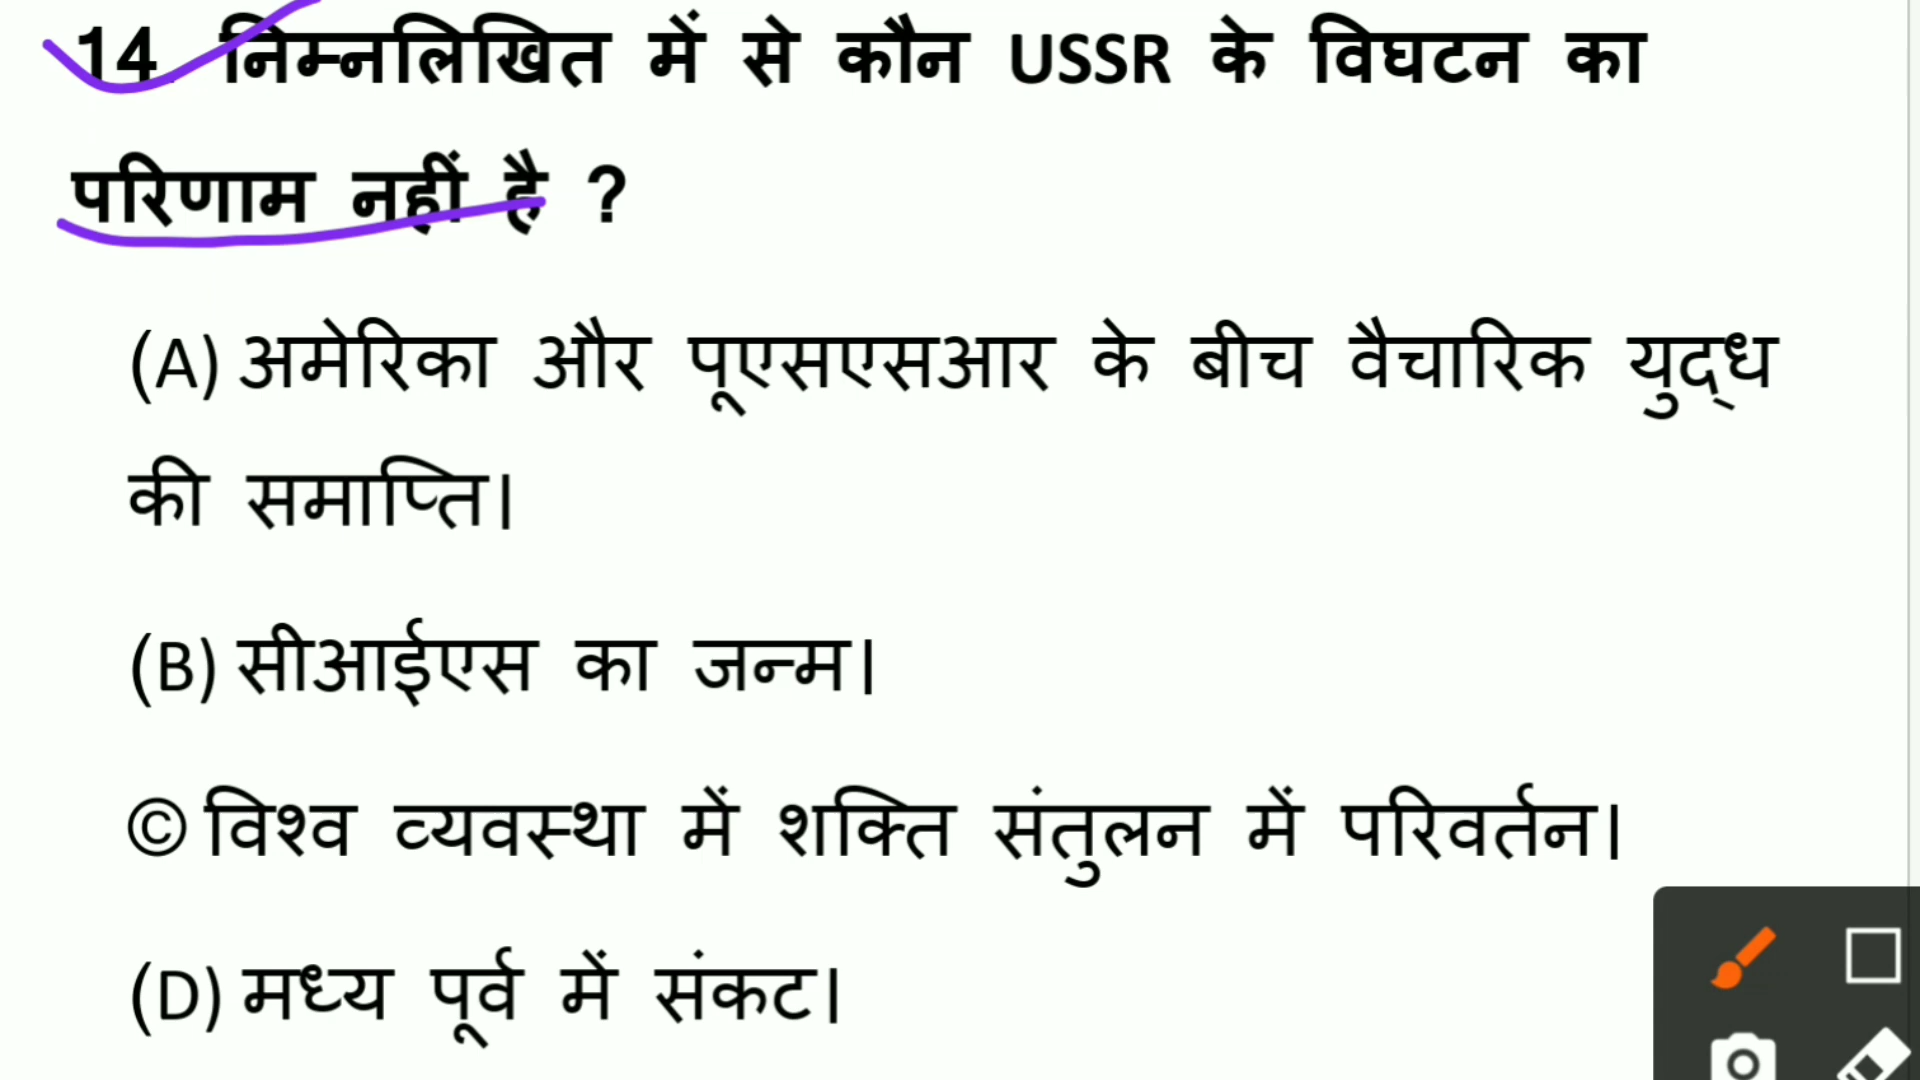 14. निम्नलिखित में से कौन USSR के विघटन का
परिणाम नहीं है ?
(A) अमेरिका और पूएसएसआर के बीच वैचारिक युद्ध
की समाप्ति।
(B) सीआईएस का जन्म।
© विश्व व्यवस्था में शक्ति संतुलन में परिवर्तन।
(D) मध्य पूर्व में संकट।